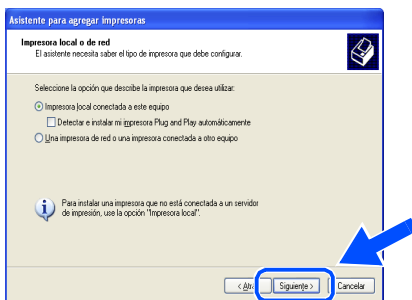 Asistente para agregar impresoras
Impresora local o de red
El asistente necesita saber el tipo de impresora que debe configurar.
Seleccione la opción que describe la impresora que desea utilizar:
Impresora local conectada a este equipo
Detectar e instalar mi impresora Plug and Play automáticamente
Una impresora de red o una impresora conectada a otro equipo
Para instalar una impresora que no está conectada a un servidor
de impresión, use la opción "Impresora local".
< Atr Siguiente > Cancelar